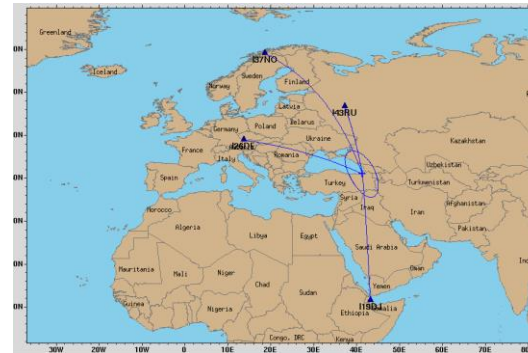 Greenland
Iceland
I37NO
Sweden
Finland
Norway
I43RU
Latvia
Belarus
Germany
Poland
Ukraine
Kazakhstan
France
I26DE
Romania
Italy
Uzbekistan
Spain
Turkey
Turkmenistan
Syria
Iraq
Iran
Afghanistan
Morocco
Pakistan
Algeria
Libya
Egypt
Saudi Arabia
Oman
Mauritania
Mali
Niger
Chad
Sudan
Yemen
I19DJ
Guinea
Nigeria
Ethiopia
Congo, DRC
Kenya
30W
20W
10W
0
10E
20E
30E
40E
50E
60E
70E